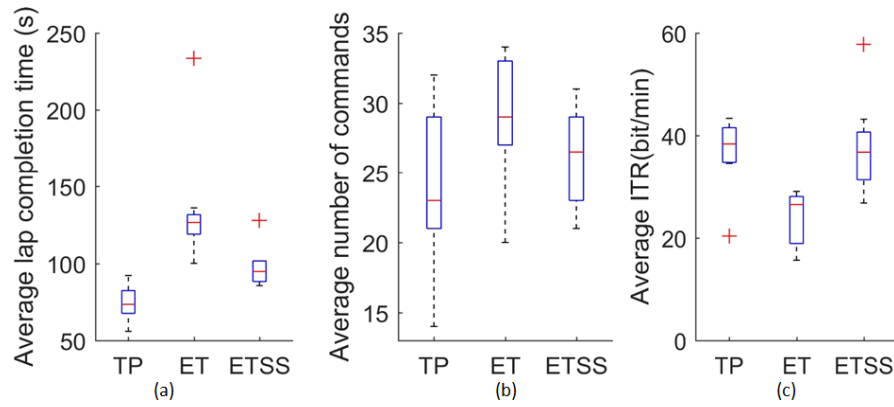 Average lap completion time (s)
250
200
150
100
50
TP ET ETSS
(a)
Average number of commands
35
30
25
20
15
TP ET ETSS
(b)
Average ITR(bit/min)
60
40
20
0
TP ET ETSS
(c)